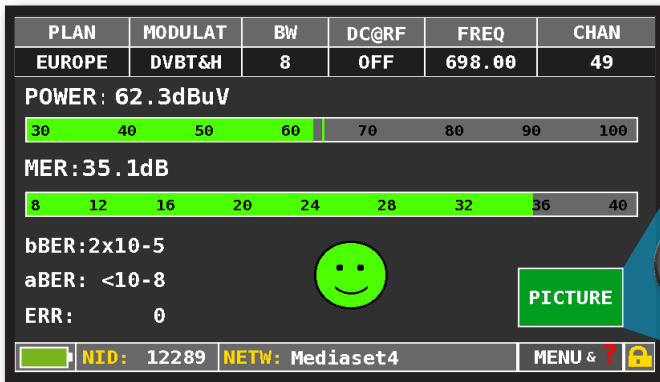 PLAN MODULAT BW DC@RF FREQ CHAN
EUROPE DVBT&H 8 OFF 698.00 49
POWER: 62.3dBuV
30 40 50 60 70 80 90 100
MER:35.1dB
8 12 16 20 24 28 32 36 40
bBER:2x10-5
aBER: <10-8
PICTURE
ERR: 0
NID: 12289 NETW: Mediaset4 MENU & ?